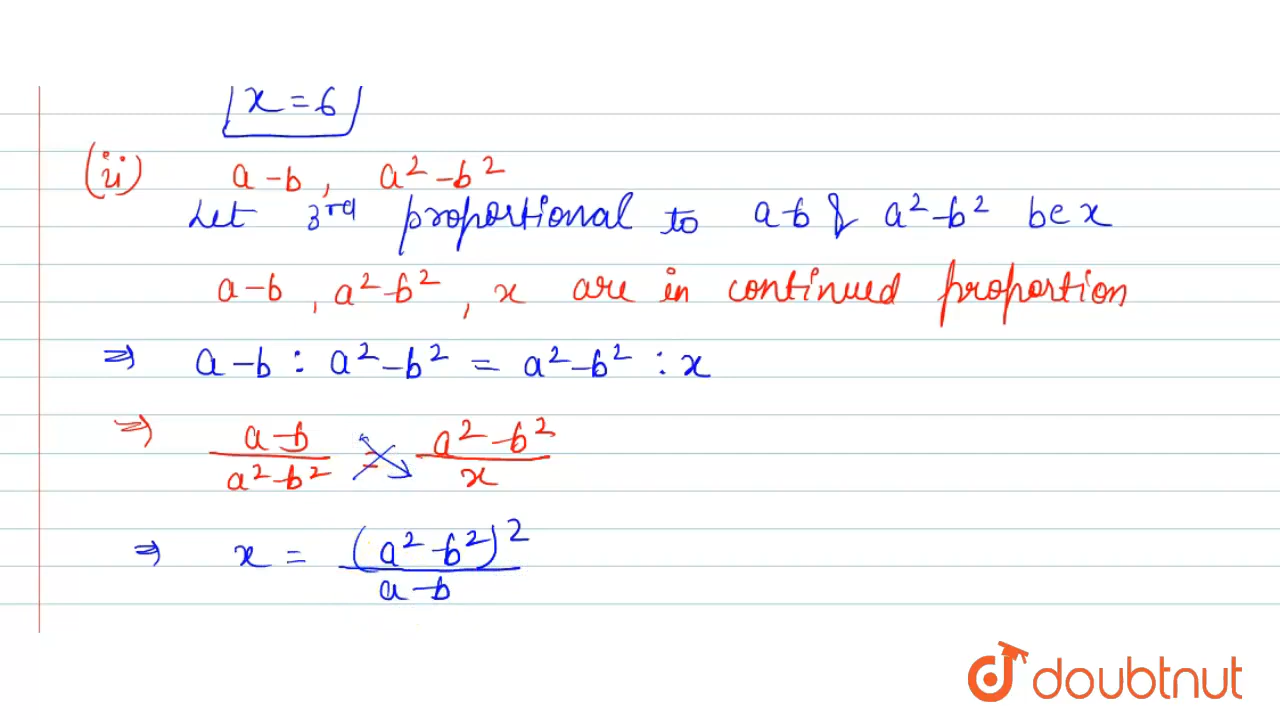 x = 6
(ii) a-b, a²-b²
Let 3rd proportional to a-b & a²-b² be x
a-b, a²-b², x are in continued proportion
⇒ a-b : a²-b² = a²-b² : x
⇒ (a-b)/(a²-b²) = (a²-b²)/x
⇒ x = (a²-b²)²/(a-b)
doubtnut